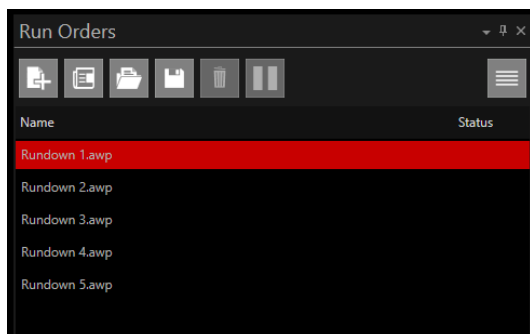 Run Orders
Name Status
Rundown 1.awp
Rundown 2.awp
Rundown 3.awp
Rundown 4.awp
Rundown 5.awp